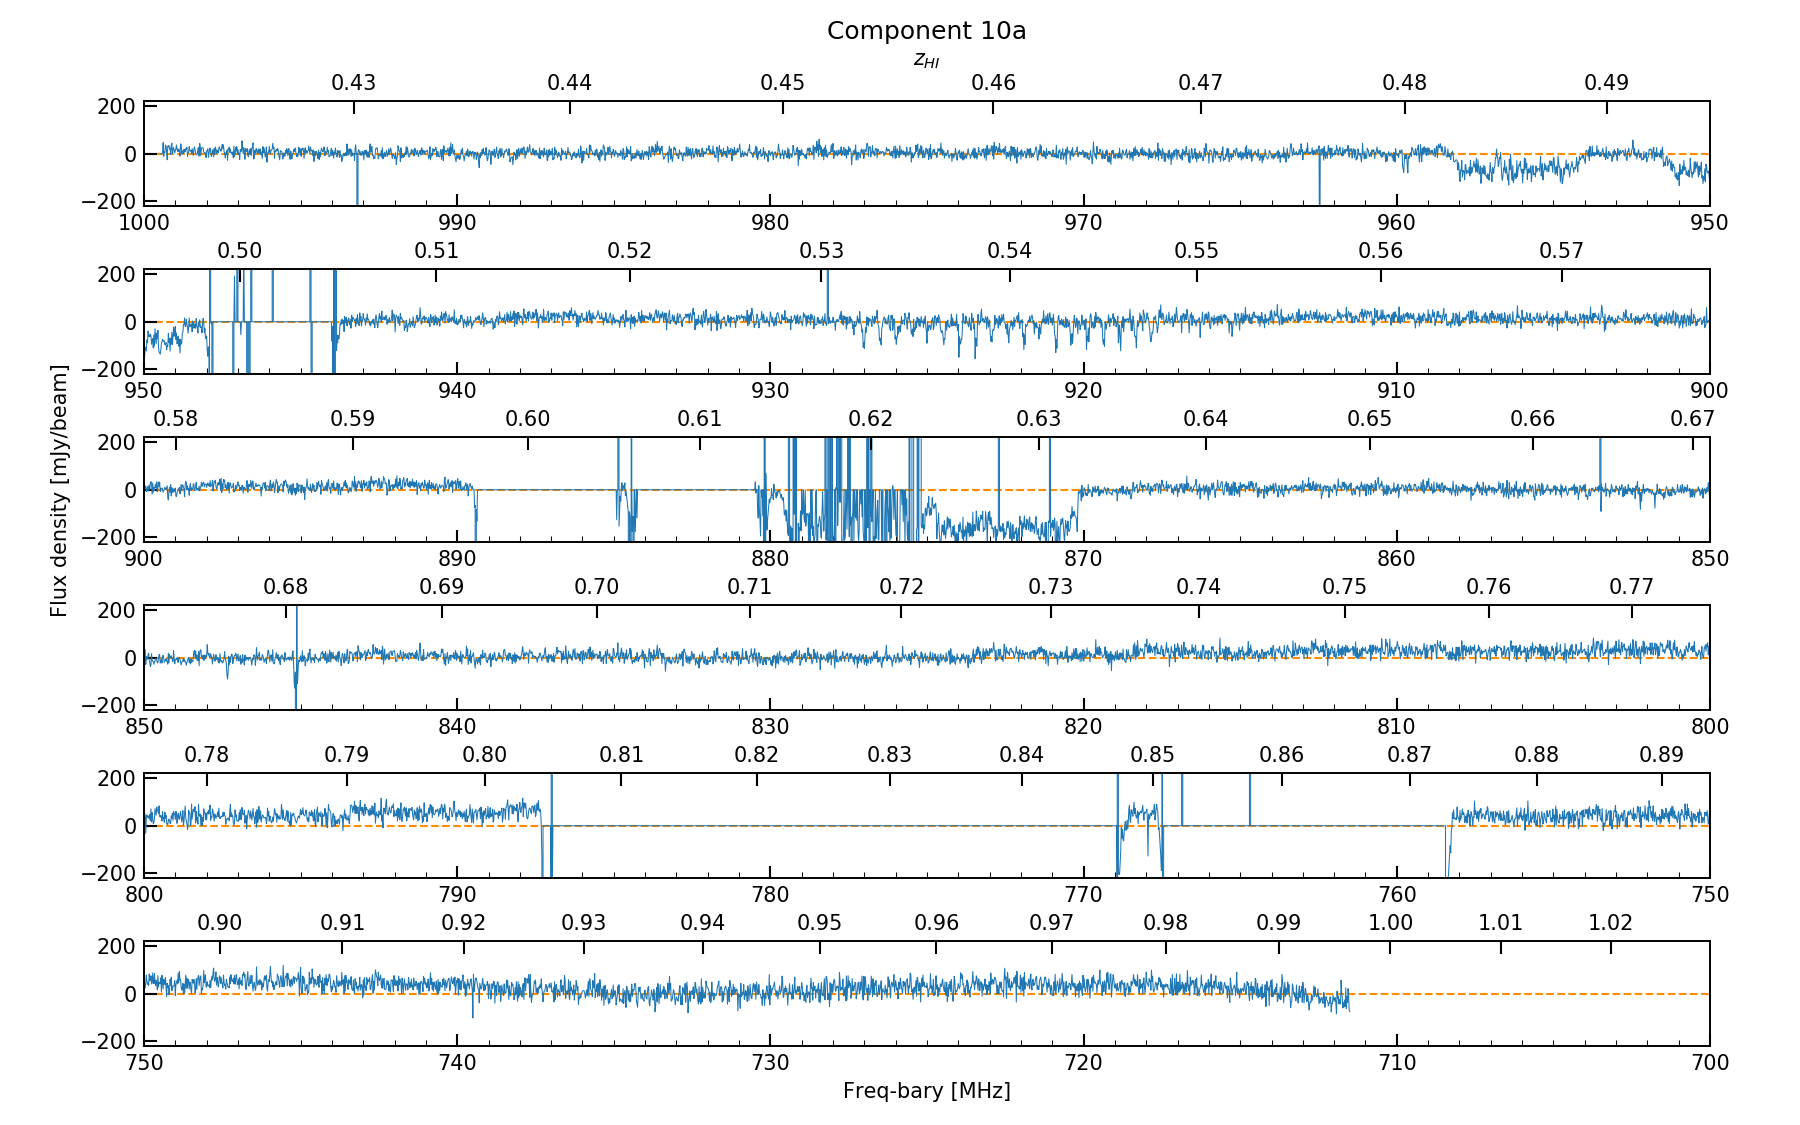 Component 10a
z_HI
0.43 0.44 0.45 0.46 0.47 0.48 0.49
200
0
−200
1000 990 980 970 960 950
0.50 0.51 0.52 0.53 0.54 0.55 0.56 0.57
200
0
−200
950 940 930 920 910 900
0.58 0.59 0.60 0.61 0.62 0.63 0.64 0.65 0.66 0.67
200
0
−200
900 890 880 870 860 850
Flux density [mJy/beam]
0.68 0.69 0.70 0.71 0.72 0.73 0.74 0.75 0.76 0.77
200
0
−200
850 840 830 820 810 800
0.78 0.79 0.80 0.81 0.82 0.83 0.84 0.85 0.86 0.87 0.88 0.89
200
0
−200
800 790 780 770 760 750
0.90 0.91 0.92 0.93 0.94 0.95 0.96 0.97 0.98 0.99 1.00 1.01 1.02
200
0
−200
750 740 730 720 710 700
Freq-bary [MHz]